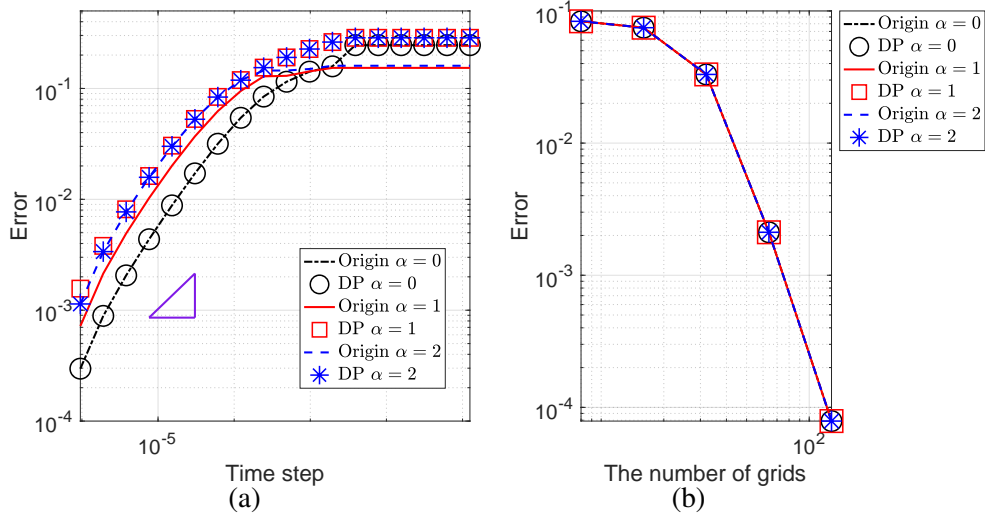 10^-1
10^-2
10^-3
10^-4
Error
10^-5
Time step
(a)
Origin α = 0
DP α = 0
Origin α = 1
DP α = 1
Origin α = 2
DP α = 2
10^-1
10^-2
10^-3
10^-4
Error
10^2
The number of grids
(b)
Origin α = 0
DP α = 0
Origin α = 1
DP α = 1
Origin α = 2
DP α = 2